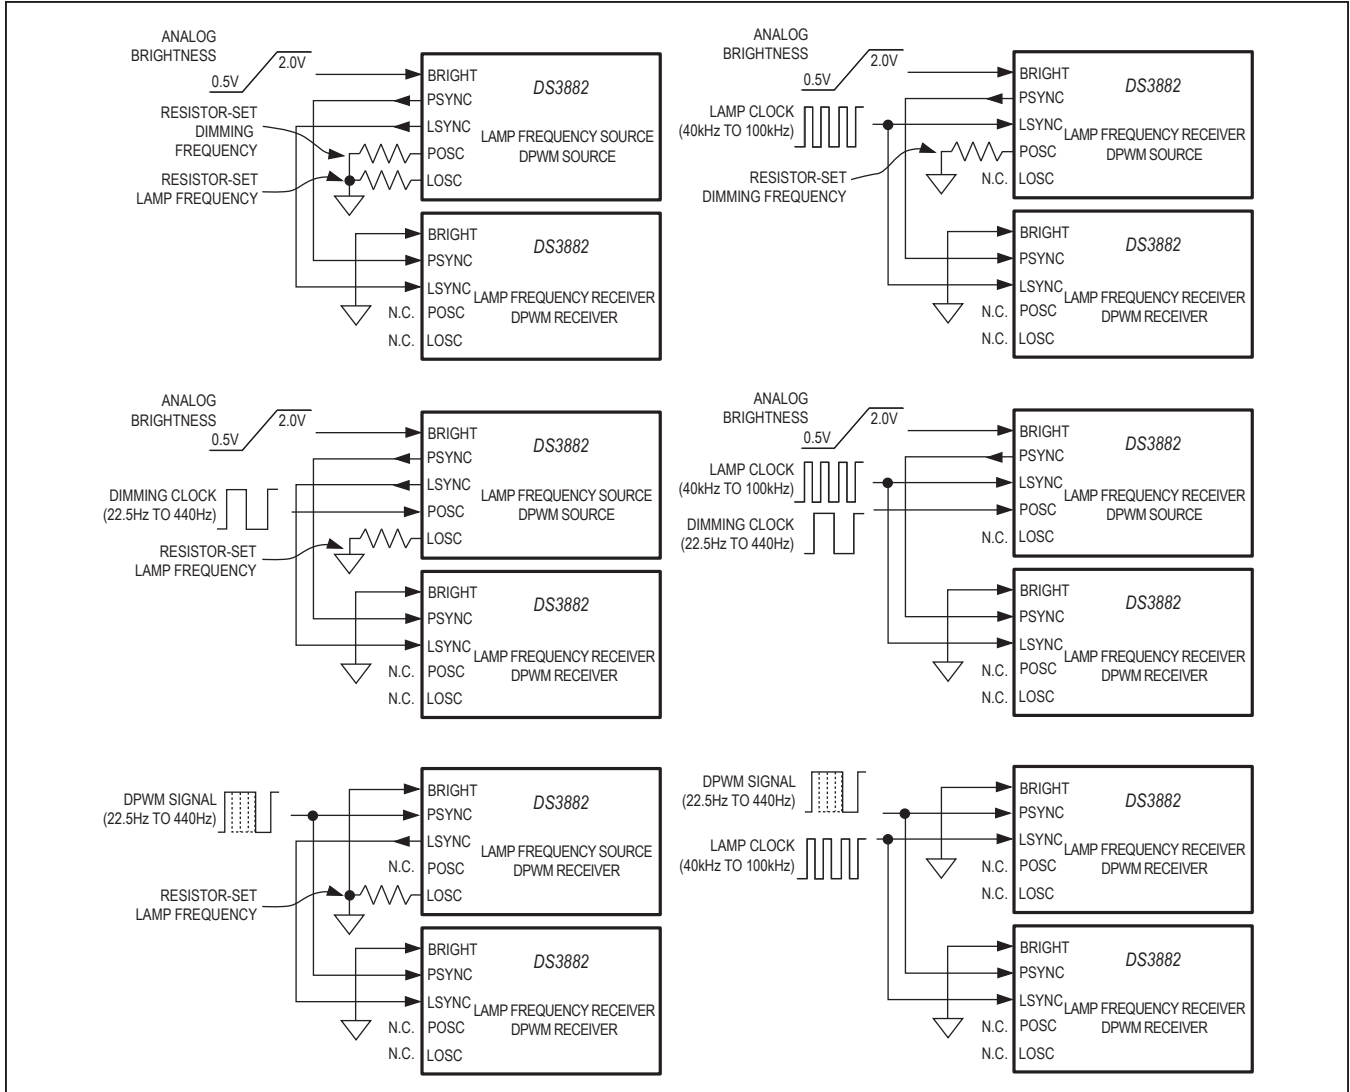 ANALOG
BRIGHTNESS
0.5V
2.0V
RESISTOR-SET
DIMMING
FREQUENCY
RESISTOR-SET
LAMP FREQUENCY
BRIGHT
PSYNC
LSYNC
POSC
LOSC
DS3882
LAMP FREQUENCY SOURCE
DPWM SOURCE
BRIGHT
PSYNC
LSYNC
N.C. POSC
N.C. LOSC
DS3882
LAMP FREQUENCY RECEIVER
DPWM RECEIVER
ANALOG
BRIGHTNESS
0.5V
2.0V
LAMP CLOCK
(40kHz TO 100kHz)
RESISTOR-SET
DIMMING FREQUENCY
BRIGHT
PSYNC
LSYNC
POSC
N.C. LOSC
DS3882
LAMP FREQUENCY RECEIVER
DPWM SOURCE
BRIGHT
PSYNC
LSYNC
N.C. POSC
N.C. LOSC
DS3882
LAMP FREQUENCY RECEIVER
DPWM RECEIVER
ANALOG
BRIGHTNESS
0.5V
2.0V
DIMMING CLOCK
(22.5Hz TO 440Hz)
RESISTOR-SET
LAMP FREQUENCY
BRIGHT
PSYNC
LSYNC
POSC
LOSC
DS3882
LAMP FREQUENCY SOURCE
DPWM SOURCE
BRIGHT
PSYNC
LSYNC
N.C. POSC
N.C. LOSC
DS3882
LAMP FREQUENCY RECEIVER
DPWM RECEIVER
ANALOG
BRIGHTNESS
0.5V
2.0V
LAMP CLOCK
(40kHz TO 100kHz)
DIMMING CLOCK
(22.5Hz TO 440Hz)
BRIGHT
PSYNC
LSYNC
POSC
N.C. LOSC
DS3882
LAMP FREQUENCY RECEIVER
DPWM SOURCE
BRIGHT
PSYNC
LSYNC
N.C. POSC
N.C. LOSC
DS3882
LAMP FREQUENCY RECEIVER
DPWM RECEIVER
DPWM SIGNAL
(22.5Hz TO 440Hz)
RESISTOR-SET
LAMP FREQUENCY
BRIGHT
PSYNC
LSYNC
N.C. POSC
LOSC
DS3882
LAMP FREQUENCY SOURCE
DPWM RECEIVER
BRIGHT
PSYNC
LSYNC
N.C. POSC
N.C. LOSC
DS3882
LAMP FREQUENCY RECEIVER
DPWM RECEIVER
DPWM SIGNAL
(22.5Hz TO 440Hz)
LAMP CLOCK
(40kHz TO 100kHz)
BRIGHT
PSYNC
LSYNC
N.C. POSC
N.C. LOSC
DS3882
LAMP FREQUENCY RECEIVER
DPWM RECEIVER
BRIGHT
PSYNC
LSYNC
N.C. POSC
N.C. LOSC
DS3882
LAMP FREQUENCY RECEIVER
DPWM RECEIVER